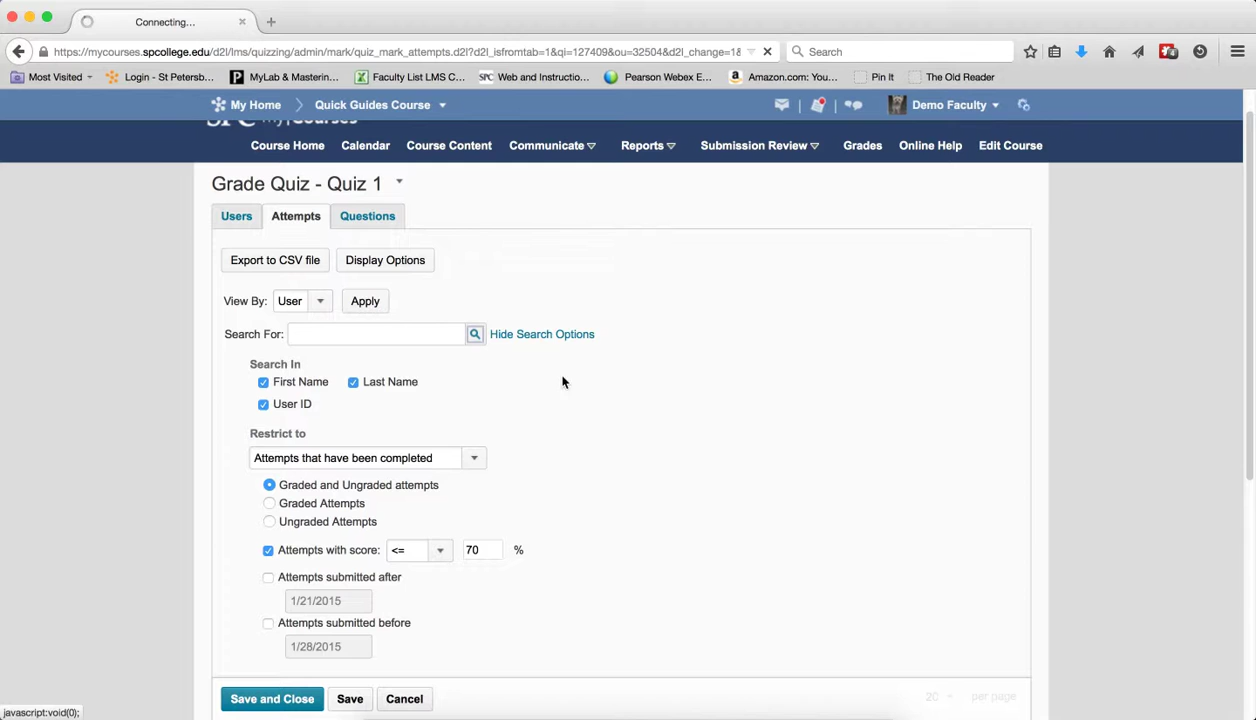 Connecting...
https://mycourses.spcollege.edu/d2l/lms/quizzing/admin/mark/quiz_mark_attempts.d2l?d2l_isfromtab=1&qi=127409&ou=32504&d2l_change=1&
Search
Most Visited
Login - St Petersb...
MyLab & Mastering...
Faculty List LMS C...
SPC Web and Instructio...
Pearson Webex E...
Amazon.com: You...
Pin It
The Old Reader
My Home
Quick Guides Course
Demo Faculty
Course Home
Calendar
Course Content
Communicate
Reports
Submission Review
Grades
Online Help
Edit Course
Grade Quiz - Quiz 1
Users
Attempts
Questions
Export to CSV file
Display Options
View By: User
Apply
Search For:
Hide Search Options
Search In
First Name
Last Name
User ID
Restrict to
Attempts that have been completed
Graded and Ungraded attempts
Graded Attempts
Ungraded Attempts
Attempts with score: <= 70 %
Attempts submitted after
1/21/2015
Attempts submitted before
1/28/2015
Save and Close
Save
Cancel
per page
javascript:void(0);